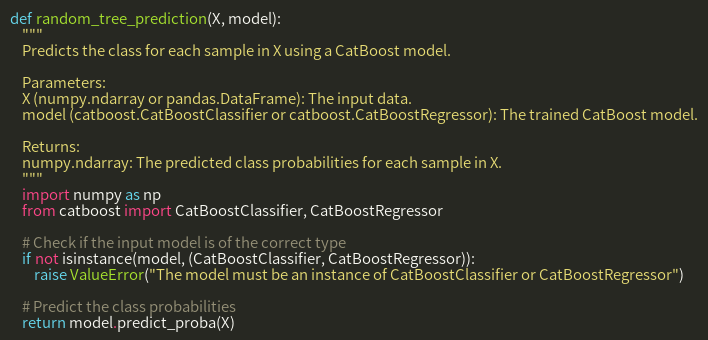 def random_tree_prediction(X, model):
    """
    Predicts the class for each sample in X using a CatBoost model.

    Parameters:
    X (numpy.ndarray or pandas.DataFrame): The input data.
    model (catboost.CatBoostClassifier or catboost.CatBoostRegressor): The trained CatBoost model.

    Returns:
    numpy.ndarray: The predicted class probabilities for each sample in X.
    """
    import numpy as np
    from catboost import CatBoostClassifier, CatBoostRegressor

    # Check if the input model is of the correct type
    if not isinstance(model, (CatBoostClassifier, CatBoostRegressor)):
        raise ValueError("The model must be an instance of CatBoostClassifier or CatBoostRegressor")

    # Predict the class probabilities
    return model.predict_proba(X)